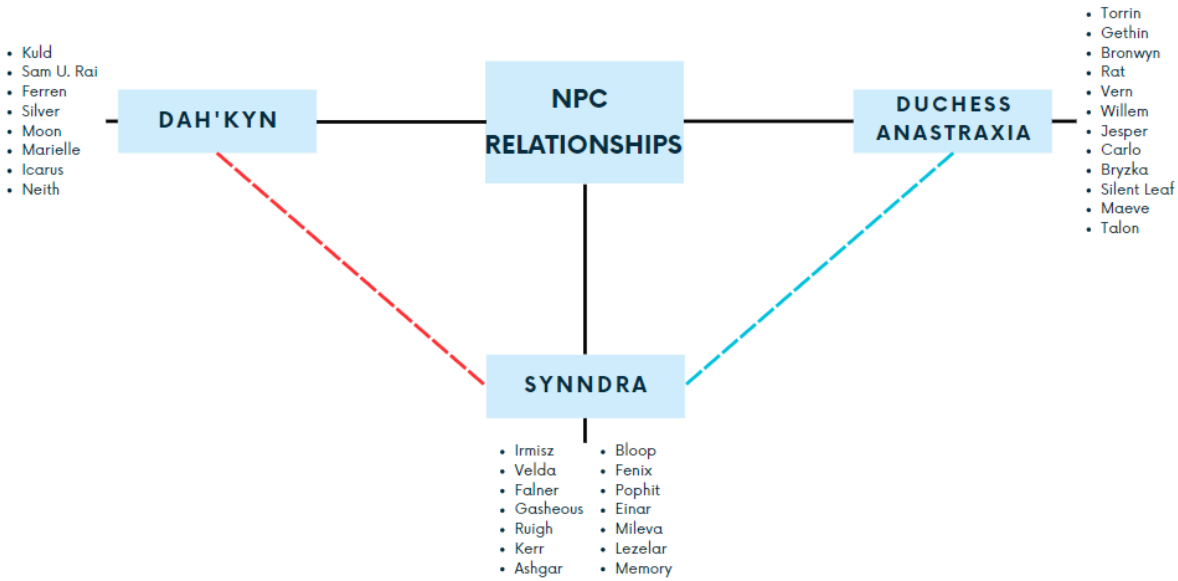 NPC
RELATIONSHIPS
DAH'KYN
• Kuld
• Sam U. Rai
• Ferren
• Silver
• Moon
• Marielle
• Icarus
• Neith
DUCHESS
ANASTRAXIA
• Torrin
• Gethin
• Bronwyn
• Rat
• Vern
• Willem
• Jesper
• Carlo
• Bryzka
• Silent Leaf
• Maeve
• Talon
SYNNDRA
• Irmisz
• Velda
• Falner
• Gasheous
• Ruigh
• Kerr
• Ashgar
• Bloop
• Fenix
• Pophit
• Einar
• Mileva
• Lezelar
• Memory